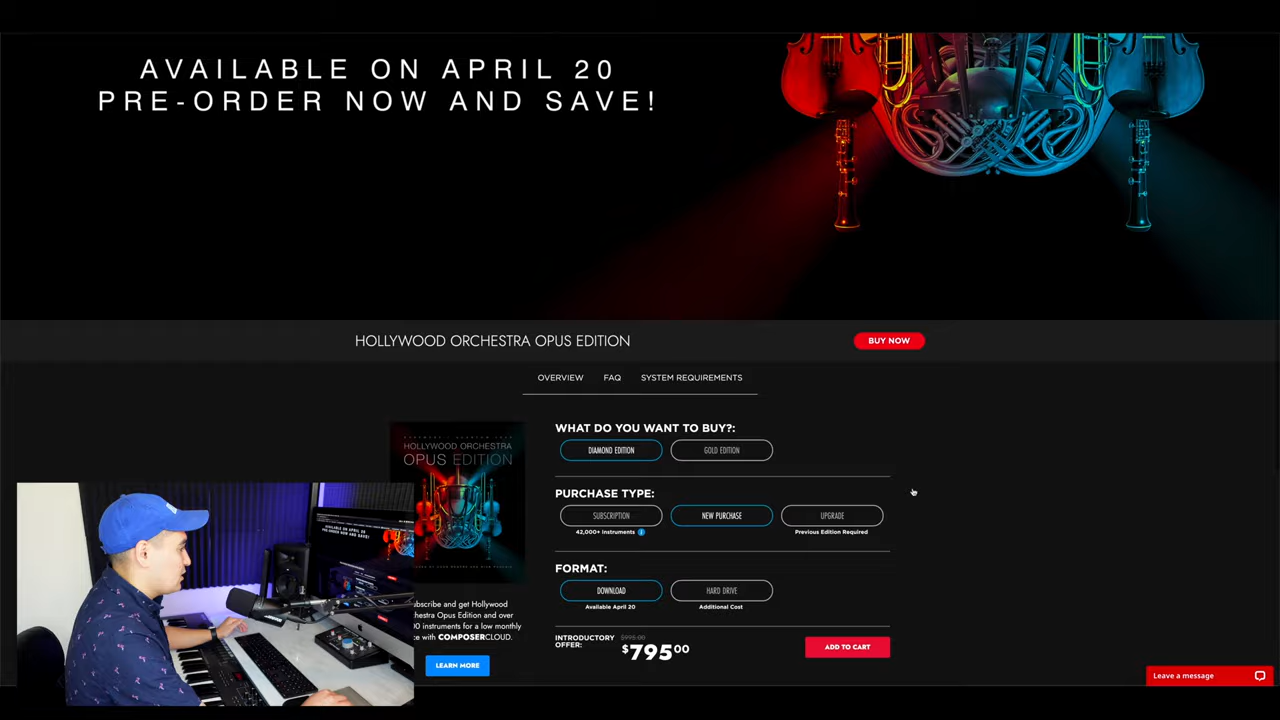 AVAILABLE ON APRIL 20
PRE-ORDER NOW AND SAVE!
HOLLYWOOD ORCHESTRA OPUS EDITION
BUY NOW
OVERVIEW
FAQ
SYSTEM REQUIREMENTS
HOLLYWOOD ORCHESTRA
OPUS EDITION
WHAT DO YOU WANT TO BUY?:
DIAMOND EDITION
GOLD EDITION
PURCHASE TYPE:
SUBSCRIPTION
NEW PURCHASE
UPGRADE
42,000+ Instruments
Previous Edition Required
FORMAT:
DOWNLOAD
HARD DRIVE
Available April 20
Additional Cost
subscribe and get Hollywood
Orchestra Opus Edition and over
instruments for a low monthly
with COMPOSERCLOUD.
LEARN MORE
INTRODUCTORY
OFFER:
$995.00
$79500
ADD TO CART
Leave a message